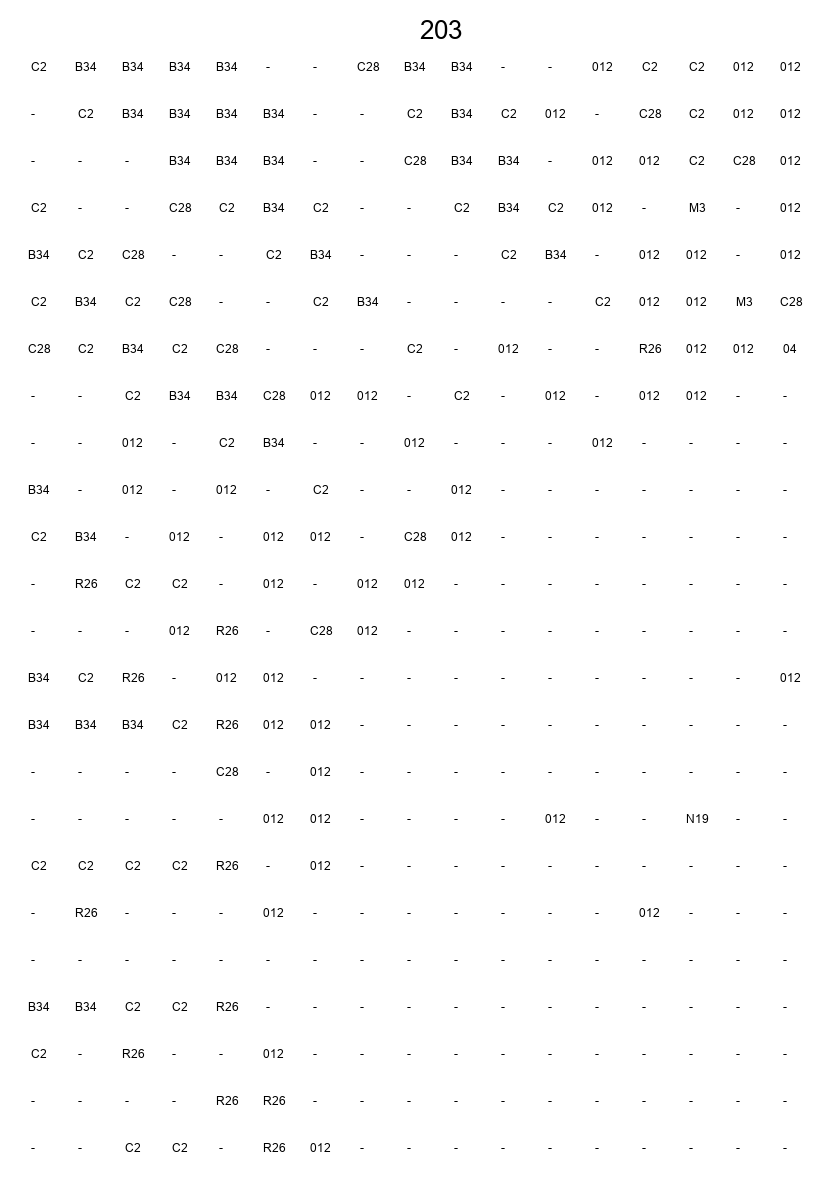 203
C2 B34 B34 B34 B34 - - C28 B34 B34 - - 012 C2 C2 012 012
- C2 B34 B34 B34 B34 - - C2 B34 C2 012 - C28 C2 012 012
- - - B34 B34 B34 - - C28 B34 B34 - 012 012 C2 C28 012
C2 - - C28 C2 B34 C2 - - C2 B34 C2 012 - M3 - 012
B34 C2 C28 - - C2 B34 - - - C2 B34 - 012 012 - 012
C2 B34 C2 C28 - - C2 B34 - - - - C2 012 012 M3 C28
C28 C2 B34 C2 C28 - - - C2 - 012 - - R26 012 012 04
- - C2 B34 B34 C28 012 012 - C2 - 012 - 012 012 - -
- - 012 - C2 B34 - - 012 - - - 012 - - - -
B34 - 012 - 012 - C2 - - 012 - - - - - - -
C2 B34 - 012 - 012 012 - C28 012 - - - - - - -
- R26 C2 C2 - 012 - 012 012 - - - - - - - -
- - - 012 R26 - C28 012 - - - - - - - - -
B34 C2 R26 - 012 012 - - - - - - - - - - 012
B34 B34 B34 C2 R26 012 012 - - - - - - - - - -
- - - - C28 - 012 - - - - - - - - - -
- - - - - 012 012 - - - - 012 - - N19 - -
C2 C2 C2 C2 R26 - 012 - - - - - - - - - -
- R26 - - - 012 - - - - - - - 012 - - -
- - - - - - - - - - - - - - - - -
B34 B34 C2 C2 R26 - - - - - - - - - - - -
C2 - R26 - - 012 - - - - - - - - - - -
- - - - R26 R26 - - - - - - - - - - -
- - C2 C2 - R26 012 - - - - - - - - - -